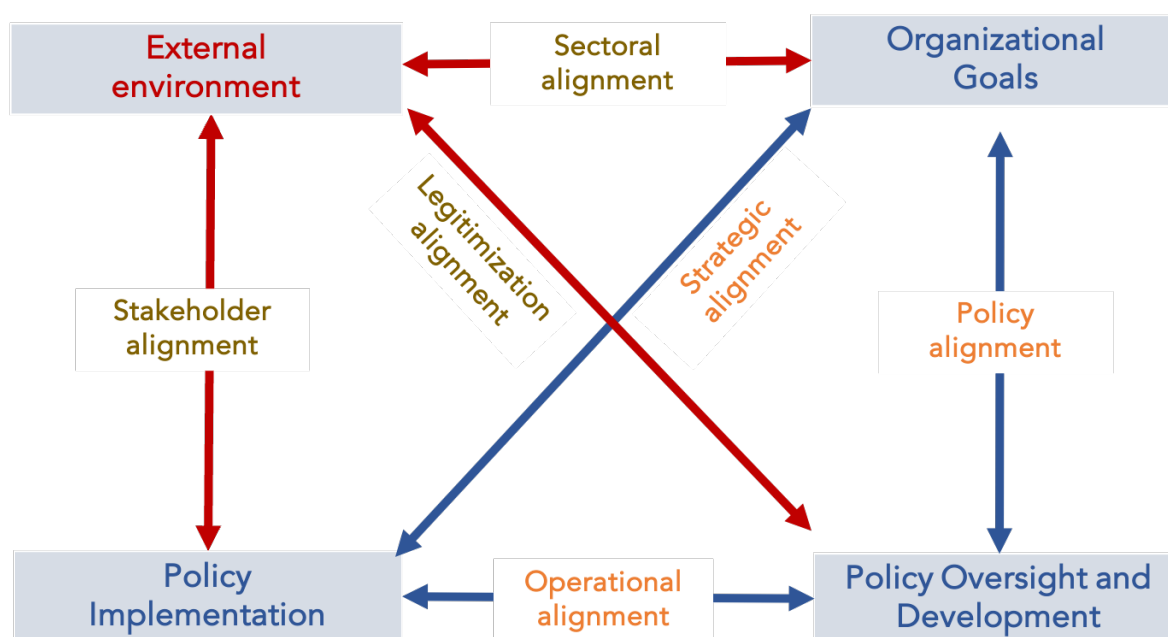 External
environment
Sectoral
alignment
Organizational
Goals
Legitimization
alignment
Strategic
alignment
Stakeholder
alignment
Policy
alignment
Policy
Implementation
Operational
alignment
Policy Oversight and
Development